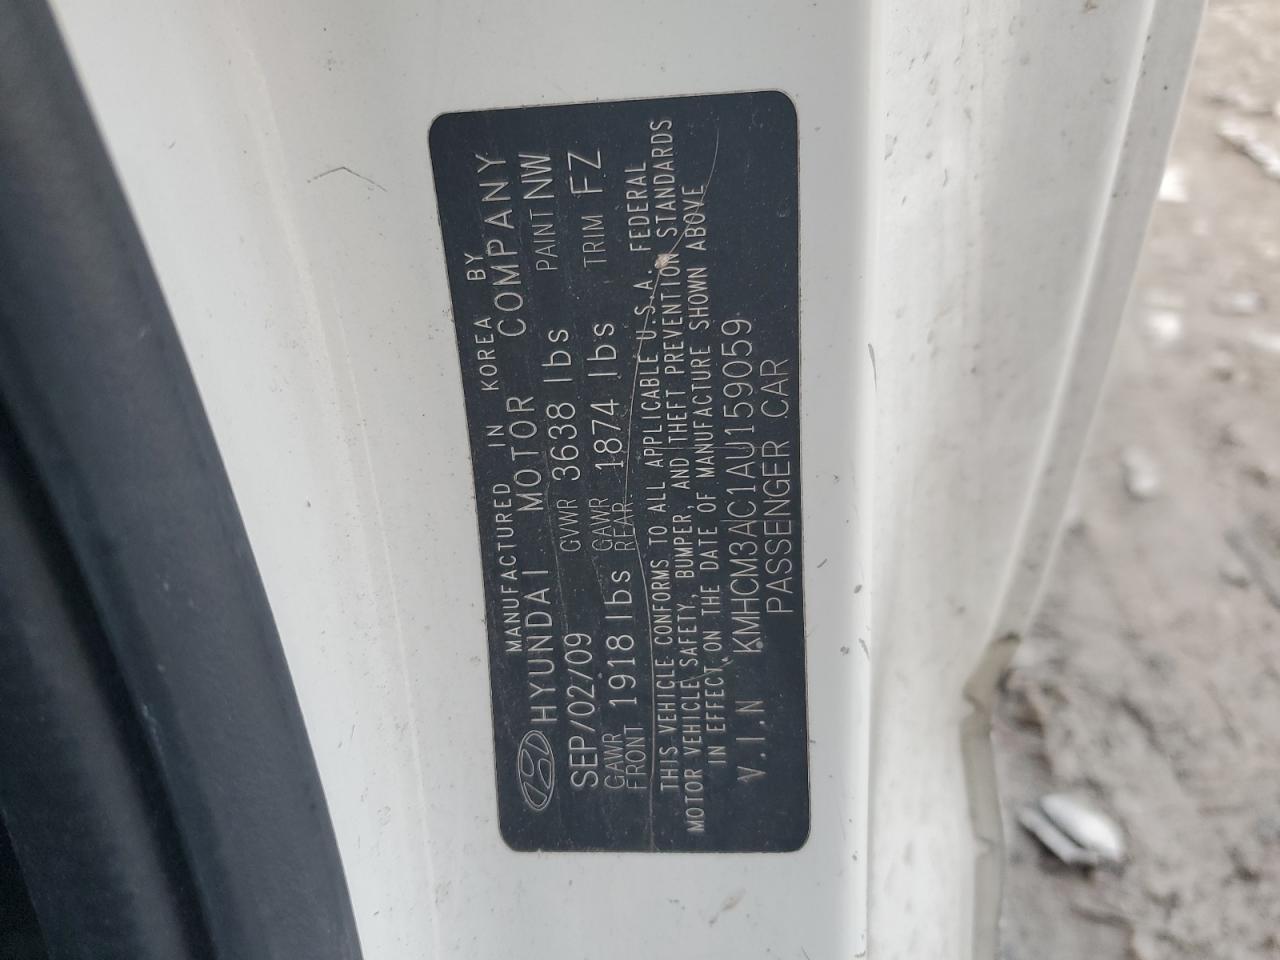 MANUFACTURED IN KOREA BY
HYUNDAI MOTOR COMPANY
SEP/02/09 GVWR 3638 lbs PAINT NW
GAWR FRONT 1918 lbs GAWR REAR 1874 lbs TRIM FZ
THIS VEHICLE CONFORMS TO ALL APPLICABLE U.S.A. FEDERAL
MOTOR VEHICLE SAFETY, BUMPER, AND THEFT PREVENTION STANDARDS
IN EFFECT ON THE DATE OF MANUFACTURE SHOWN ABOVE
V.I.N KMHCM3AC1AU159059
PASSENGER CAR